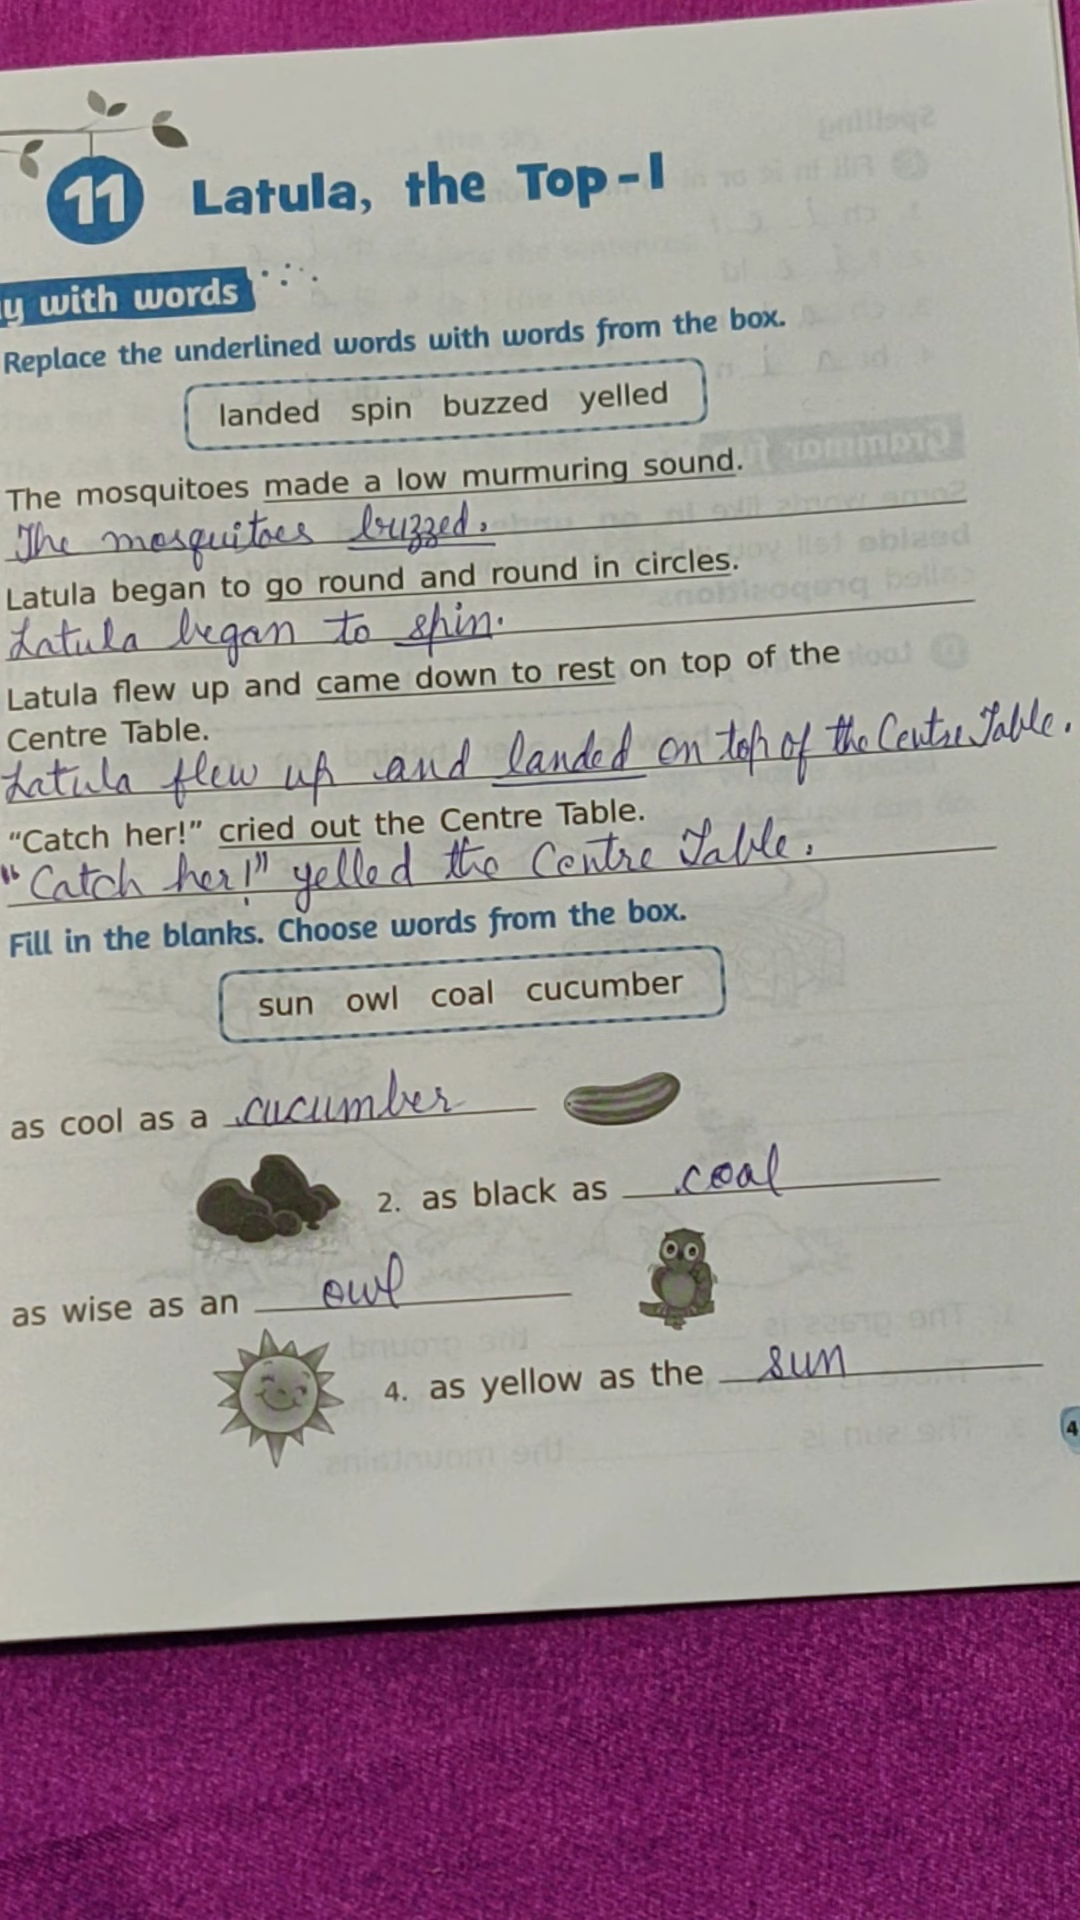 11 Latula, the Top-I
y with words
Replace the underlined words with words from the box.
landed spin buzzed yelled
The mosquitoes made a low murmuring sound.
The mosquitoes buzzed.
Latula began to go round and round in circles.
Latula began to spin.
Latula flew up and came down to rest on top of the
Centre Table.
Latula flew up and landed on top of the Centre Table.
“Catch her!” cried out the Centre Table.
“Catch her!” yelled the Centre Table.
Fill in the blanks. Choose words from the box.
sun owl coal cucumber
as cool as a cucumber
2. as black as coal
as wise as an owl
4. as yellow as the sun
4